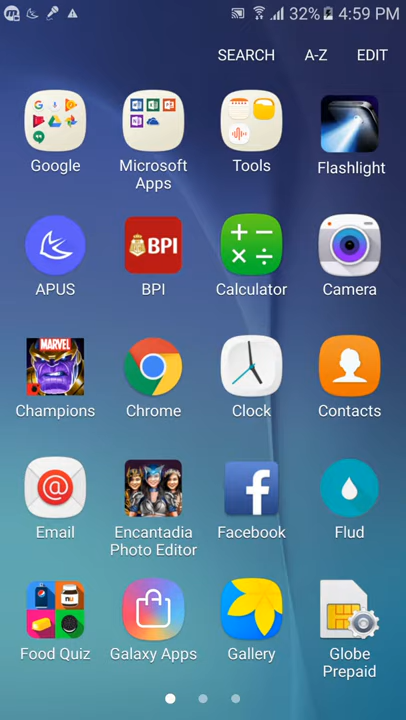 32% 4:59 PM
SEARCH A-Z EDIT
Google Microsoft Apps Tools Flashlight
APUS BPI Calculator Camera
BPI
MARVEL
Champions Chrome Clock Contacts
Email Encantadia Photo Editor Facebook Flud
Food Quiz Galaxy Apps Gallery Globe Prepaid